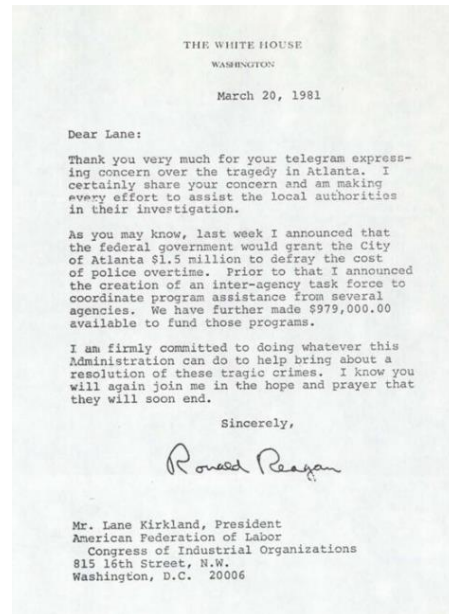 THE WHITE HOUSE
WASHINGTON
March 20, 1981
Dear Lane:
Thank you very much for your telegram express-
ing concern over the tragedy in Atlanta. I
certainly share your concern and am making
every effort to assist the local authorities
in their investigation.
As you may know, last week I announced that
the federal government would grant the City
of Atlanta $1.5 million to defray the cost
of police overtime. Prior to that I announced
the creation of an inter-agency task force to
coordinate program assistance from several
agencies. We have further made $979,000.00
available to fund those programs.
I am firmly committed to doing whatever this
Administration can do to help bring about a
resolution of these tragic crimes. I know you
will again join me in the hope and prayer that
they will soon end.
Sincerely,
Ronald Reagan
Mr. Lane Kirkland, President
American Federation of Labor
Congress of Industrial Organizations
815 16th Street, N.W.
Washington, D.C. 20006